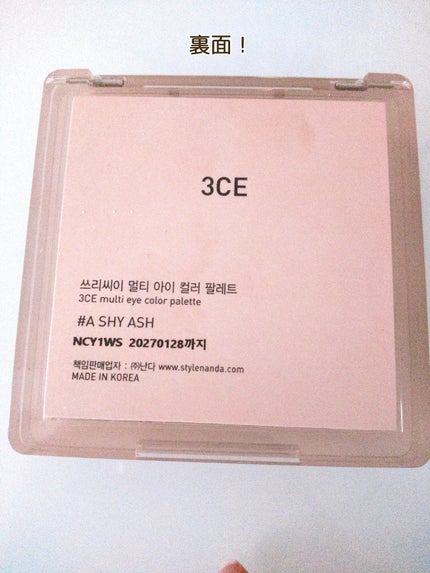 裏面！
3CE
쓰리씨이 멀티 아이 컬러 팔레트
3CE multi eye color palette
#A SHY ASH
NCY1WS 20270128까지
책임판매업자 : ㈜난다 www.stylenanda.com
MADE IN KOREA